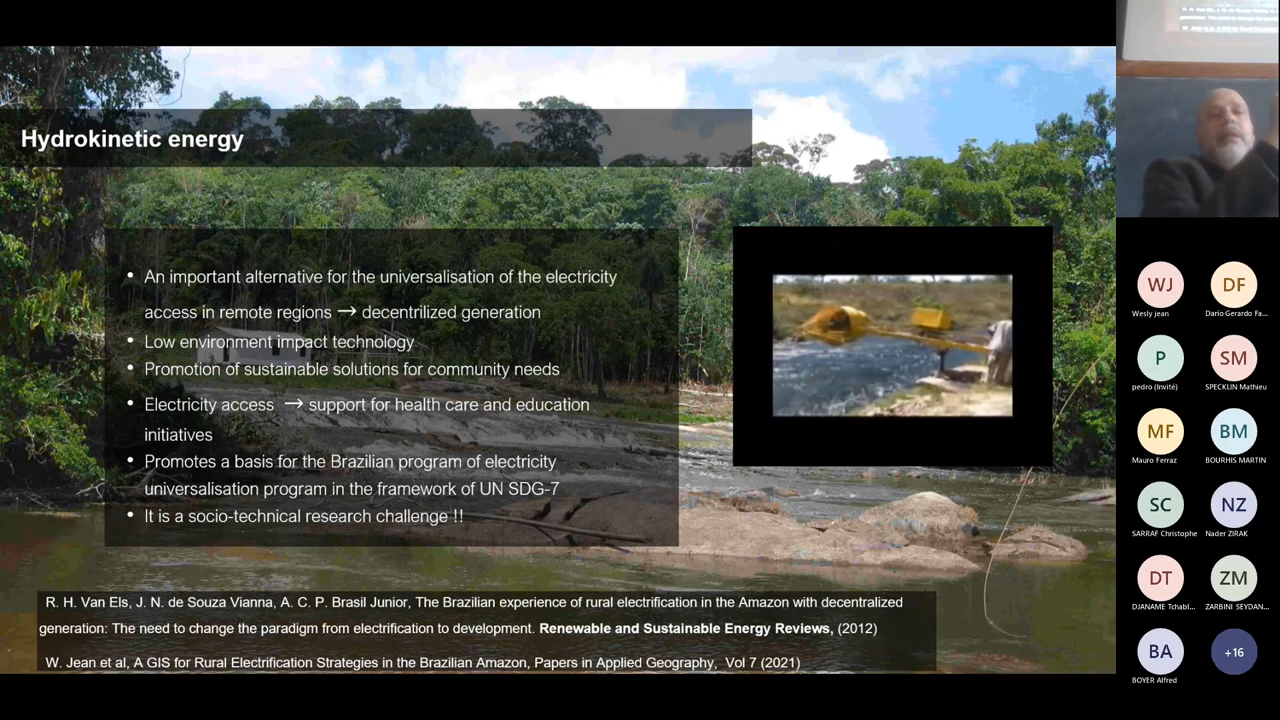 Hydrokinetic energy
• An important alternative for the universalisation of the electricity
access in remote regions → decentrilized generation
• Low environment impact technology
• Promotion of sustainable solutions for community needs
• Electricity access → support for health care and education
initiatives
• Promotes a basis for the Brazilian program of electricity
universalisation program in the framework of UN SDG-7
• It is a socio-technical research challenge !!
R. H. Van Els, J. N. de Souza Vianna, A. C. P. Brasil Junior, The Brazilian experience of rural electrification in the Amazon with decentralized
generation: The need to change the paradigm from electrification to development. Renewable and Sustainable Energy Reviews, (2012)
W. Jean et al, A GIS for Rural Electrification Strategies in the Brazilian Amazon, Papers in Applied Geography, Vol 7 (2021)
WJ
DF
Wesly jean
Darío Gerardo Fa...
P
SM
pedro (Invité)
SPECKLIN Mathieu
MF
BM
Mauro Ferraz
BOURHIS MARTIN
SC
NZ
SARRAF Christophe
Nader ZIRAK
DT
ZM
DJANAME Tchabl...
ZARBINI SEYDAN...
BA
+16
BOYER Alfred